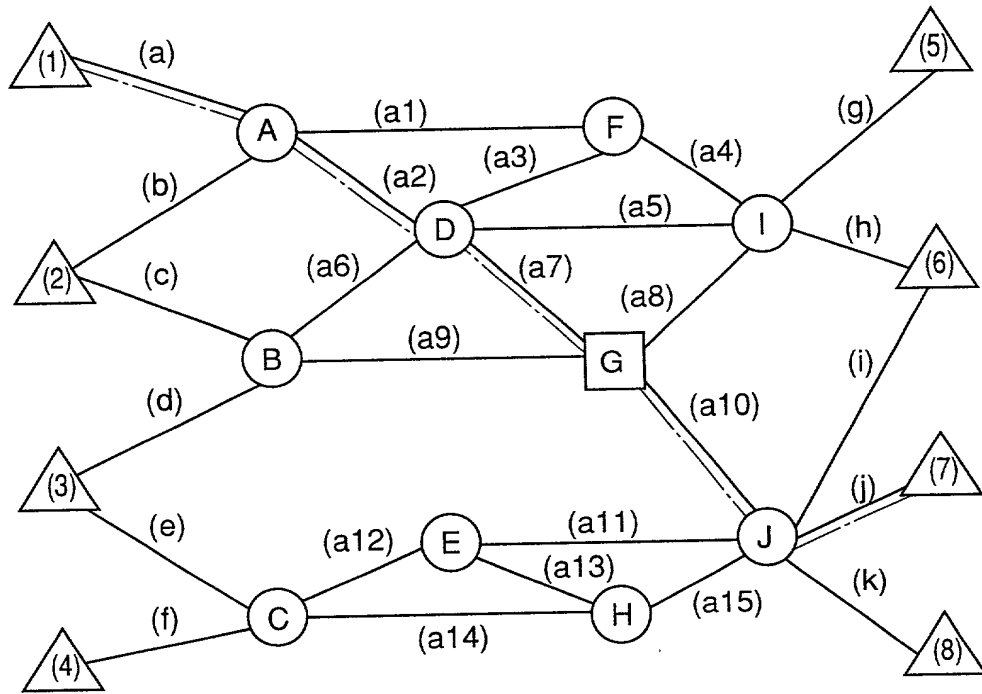 (1)
(a)
(5)
A
(a1)
F
(g)
(a3)
(a4)
(b)
(a2)
D
(a5)
I
(h)
(2)
(c)
(a6)
(a7)
(6)
(a8)
B
(a9)
G
(i)
(d)
(a10)
(3)
(j)
(7)
(e)
(a12)
E
(a11)
J
(a13)
(k)
(f)
C
(a14)
H
(a15)
(4)
(8)